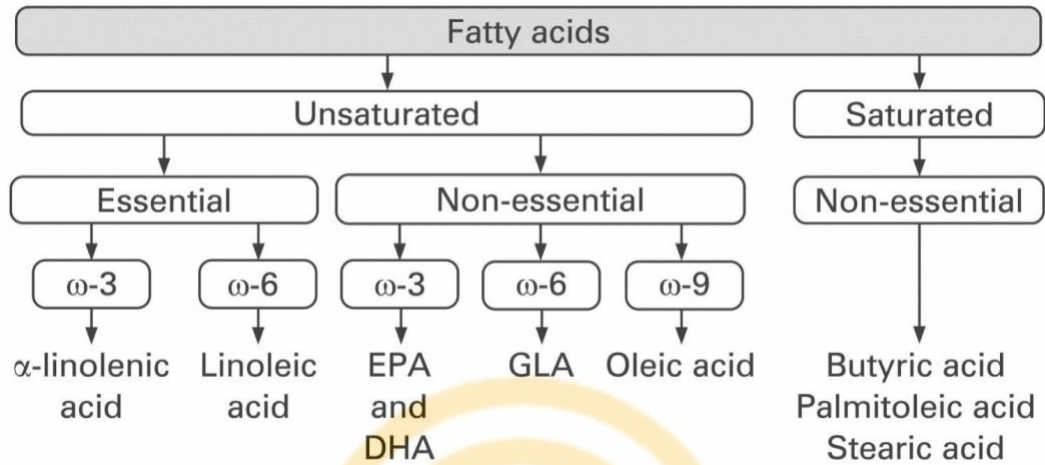 Fatty acids
Unsaturated Saturated
Essential Non-essential Non-essential
ω-3 ω-6 ω-3 ω-6 ω-9
α-linolenic Linoleic EPA GLA Oleic acid Butyric acid
acid acid and Palmitoleic acid
DHA Stearic acid